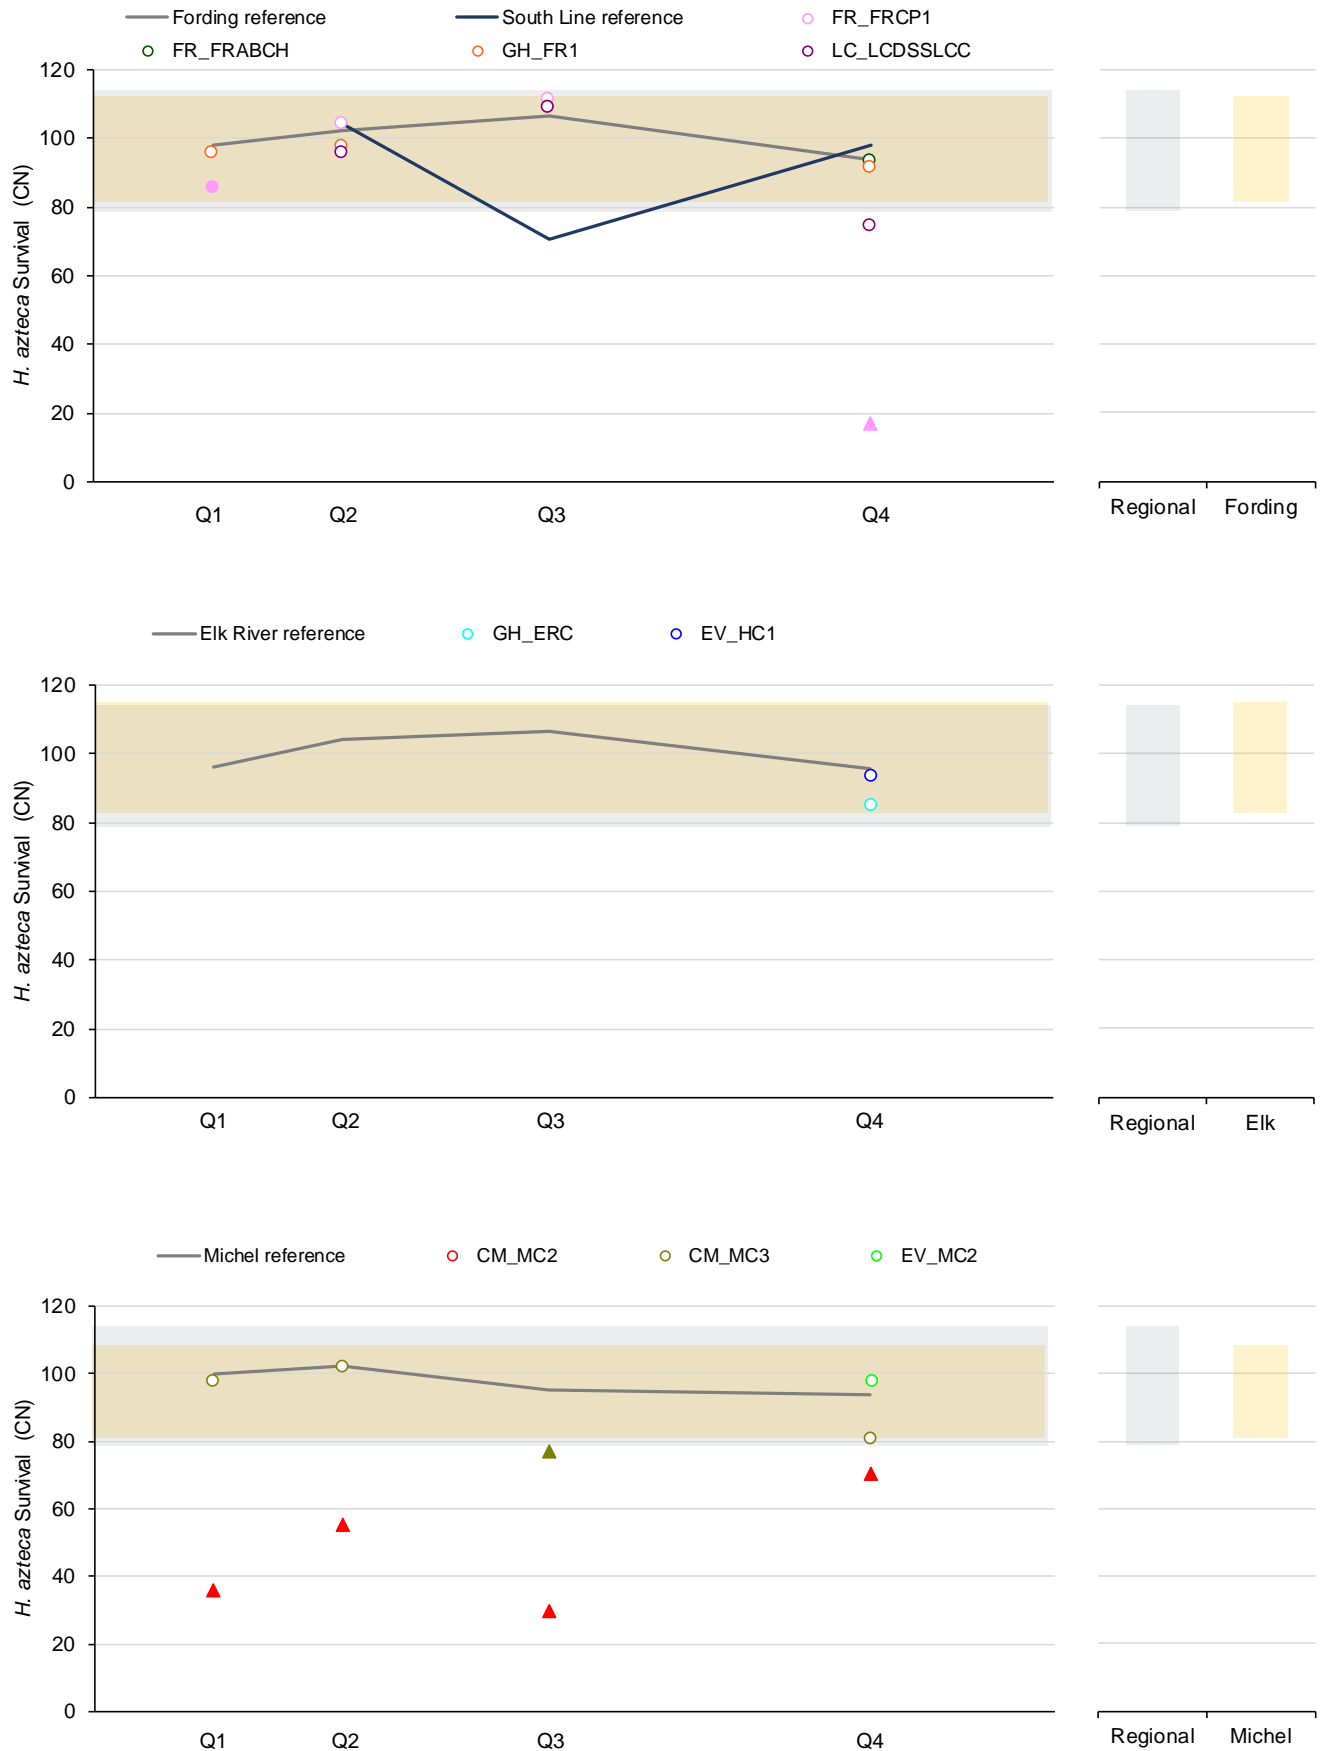 Fording reference South Line reference FR_FRCP1
FR_FRABCH GH_FR1 LC_LCDSSLCC
120
100
80
60
40
20
0
H. azteca Survival (CN)
Q1 Q2 Q3 Q4
Regional Fording
Elk River reference GH_ERC EV_HC1
120
100
80
60
40
20
0
H. azteca Survival (CN)
Q1 Q2 Q3 Q4
Regional Elk
Michel reference CM_MC2 CM_MC3 EV_MC2
120
100
80
60
40
20
0
H. azteca Survival (CN)
Q1 Q2 Q3 Q4
Regional Michel